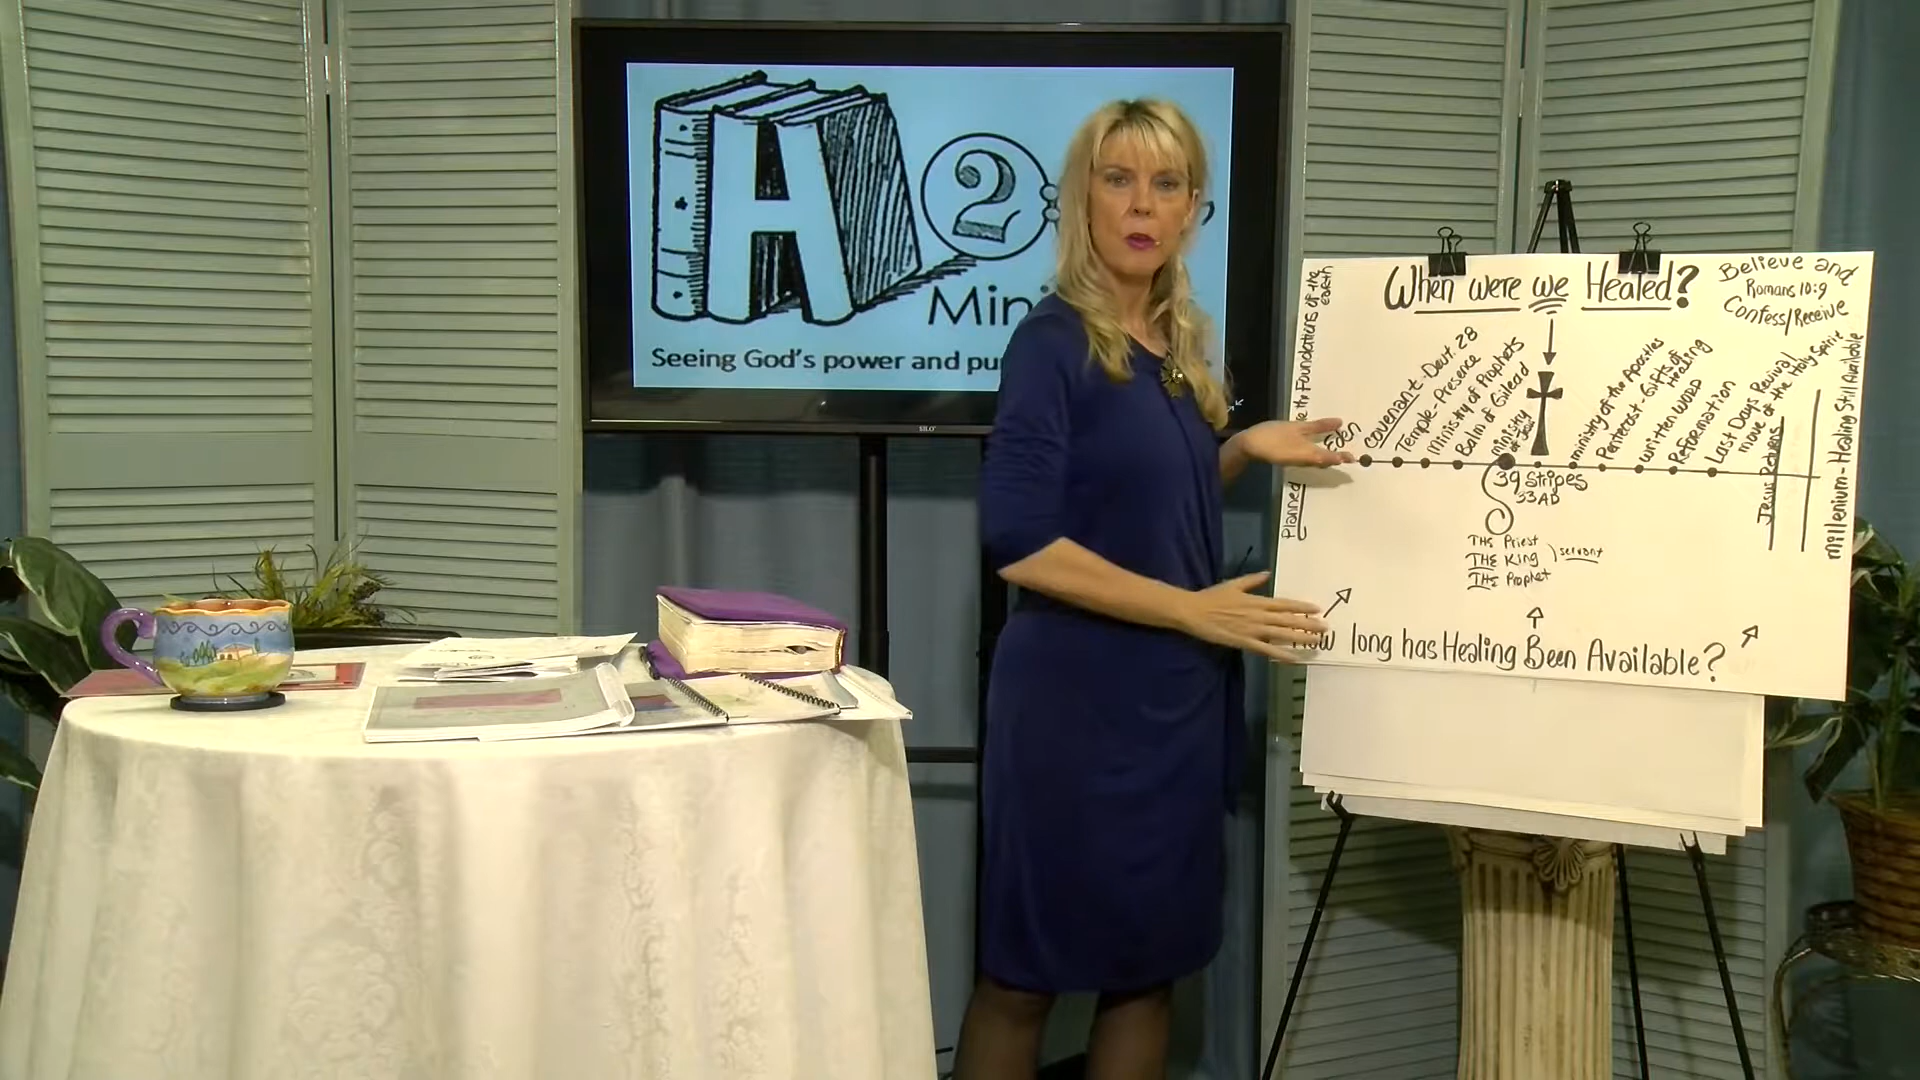 H
2
Min
Seeing God's power and pu
SILO
When were we Healed?
Believe and
Romans 10:9
Confess/Receive
Planned
the Foundations of the
EARTH
Eden
Covenant - Deut. 28
Temple - Presence
Ministry of Prophets
Balm of Gilead
ministry
of Jesus
ministry of the Apostles
Pentecost - Gifts of
Healing
written WORD
Reformation
Last Days Revival
move of the Holy Spirit
Jesus Returns
Millenium - Healing Still Available
39 Stripes
33 AD
THE Priest
THE King
THE Prophet
servant
How long has Healing Been Available?